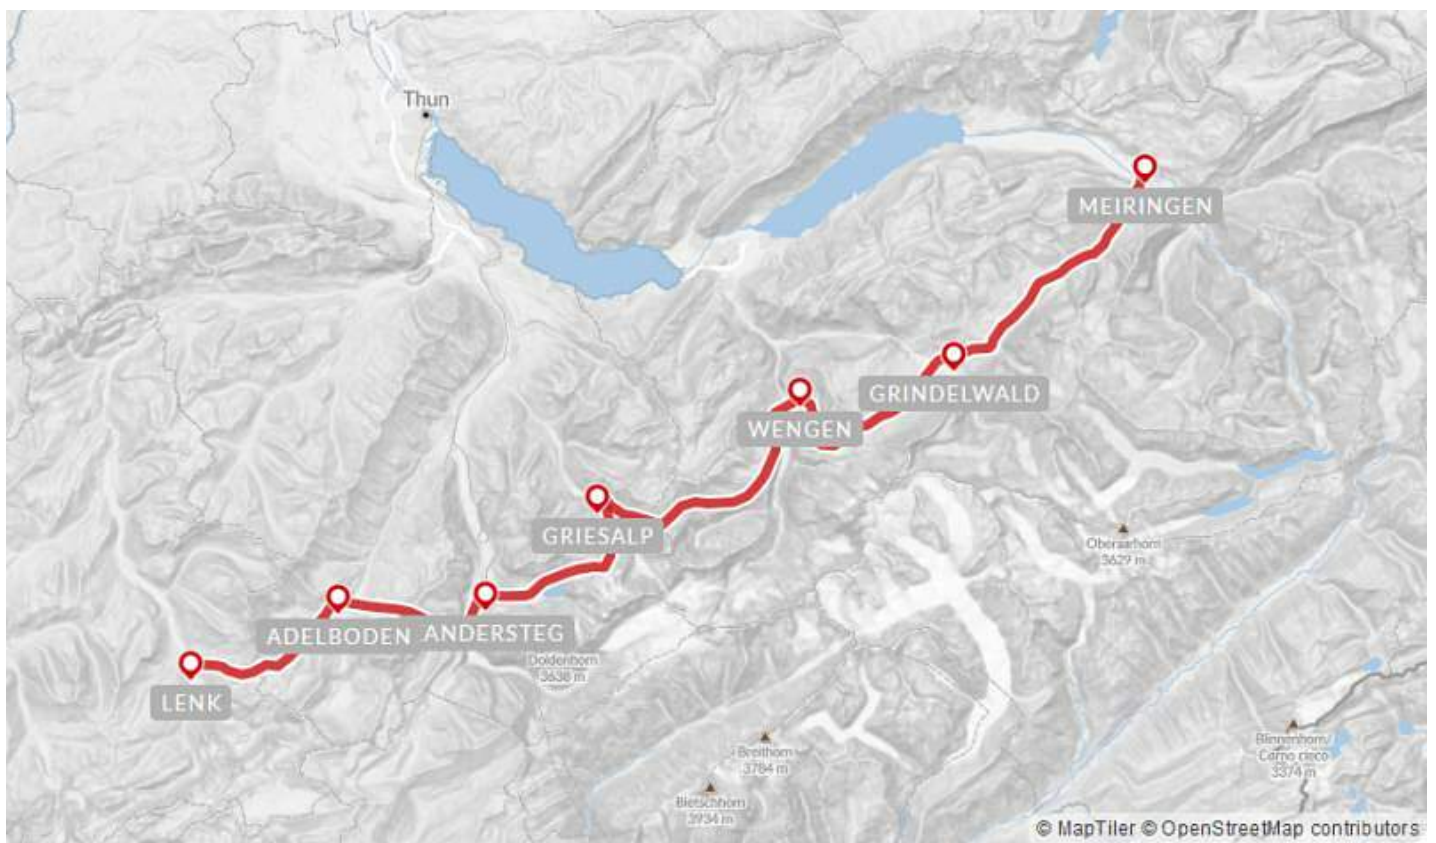 Thun
MEIRINGEN
GRINDELWALD
WENGEN
GRIESALP
Oberaarhorn
3629 m
ADELBODEN
ANDERSTEG
Doldenhorn
3638 m
LENK
Breithorn
3784 m
Blinnenhorn/
Corno cieco
3374 m
Bietschhorn
3934 m
© MapTiler © OpenStreetMap contributors